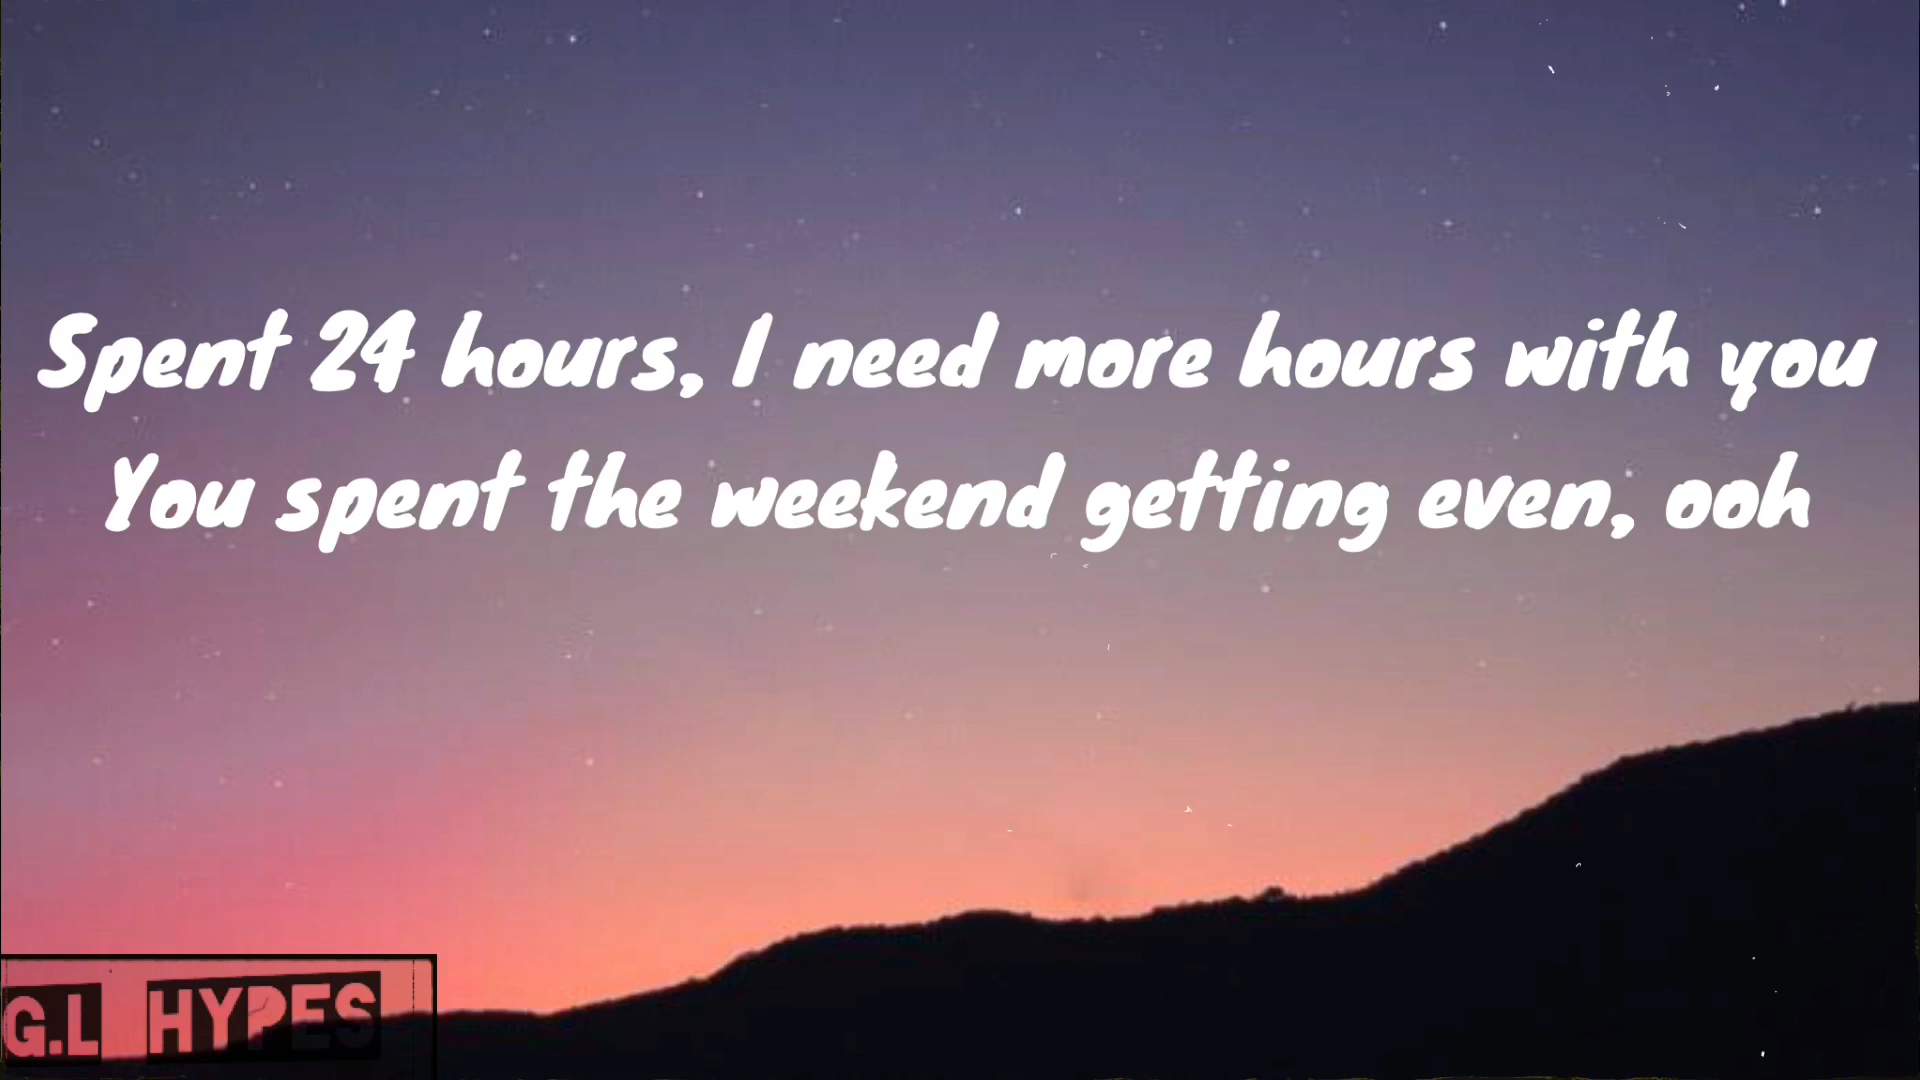 Spent 24 hours, I need more hours with you
You spent the weekend getting even, ooh
G.L HYPES